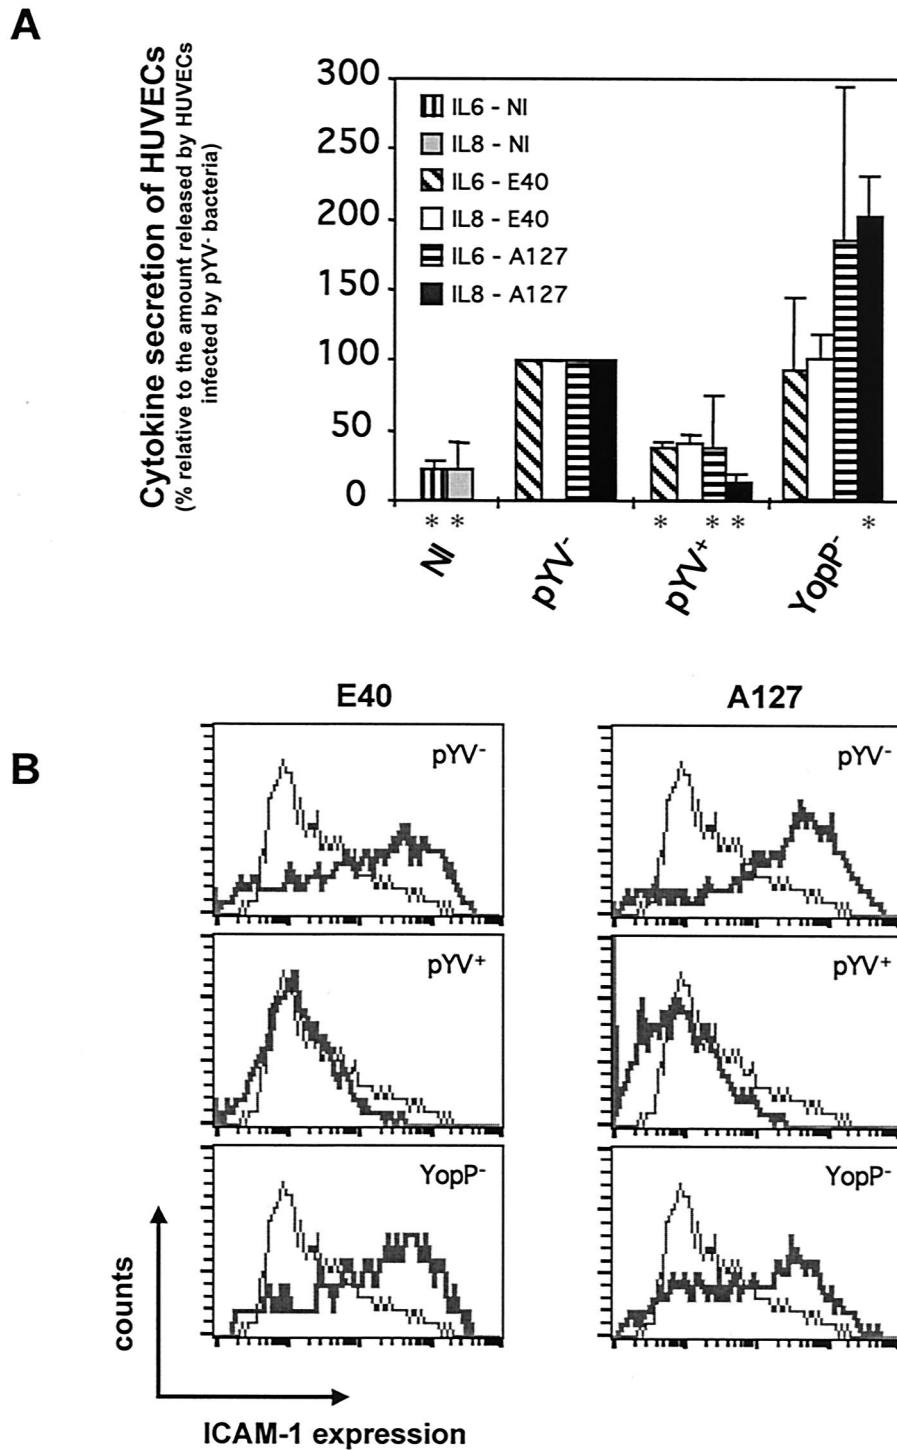 A
Cytokine secretion of HUVECs
(% relative to the amount released by HUVECs
infected by pYV- bacteria)
300
250
200
150
100
50
0
IL6 - NI
IL8 - NI
IL6 - E40
IL8 - E40
IL6 - A127
IL8 - A127
* * * * * *
NI pYV- pYV+ YopP-
B
E40 A127
pYV- pYV-
pYV+ pYV+
YopP- YopP-
counts
ICAM-1 expression